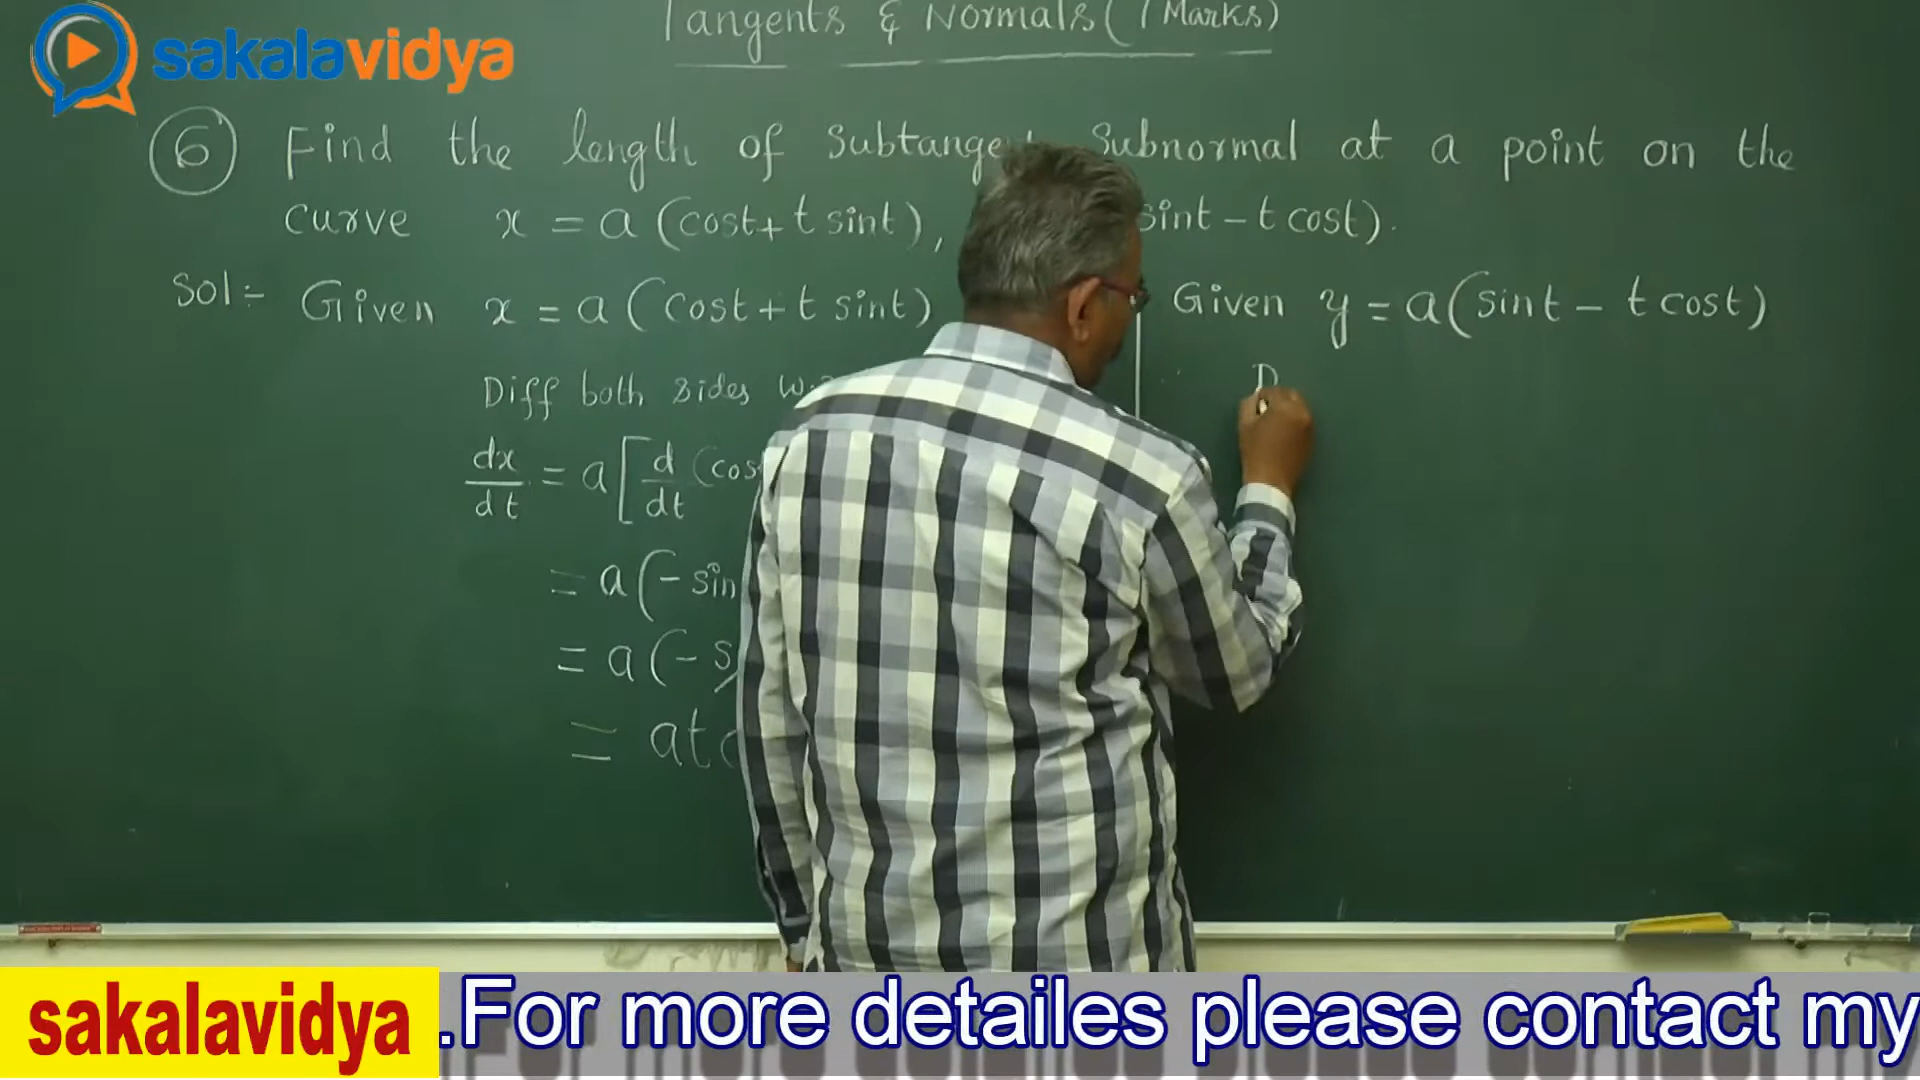 sakalavidya
Tangents & Normals (7 Marks)
6 Find the length of Subtange Subnormal at a point on the
curve x = a (cost + t sint), sint - t cost).
Sol:- Given x = a (cost + t sint)
Diff both sides w
dx/dt = a [ d/dt (cos
= a (- sin
= a (- s
= at
Given y = a (sint - t cost)
D
sakalavidya
.For more detailes please contact my